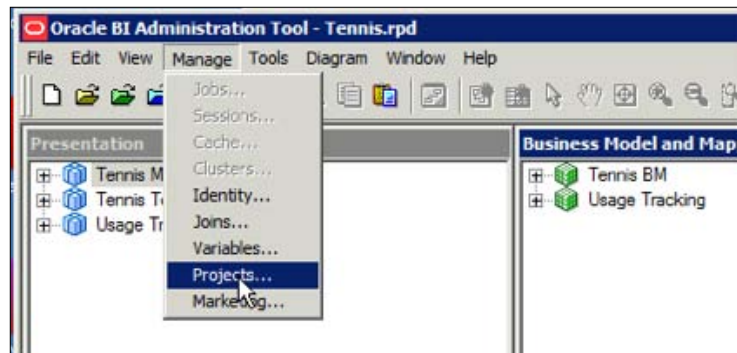 Oracle BI Administration Tool - Tennis.rpd
File Edit View Manage Tools Diagram Window Help
Jobs...
Sessions...
Cache...
Clusters...
Identity...
Joins...
Variables...
Projects...
Marketing...
Presentation
Tennis M
Tennis T
Usage Tr
Business Model and Map
Tennis BM
Usage Tracking